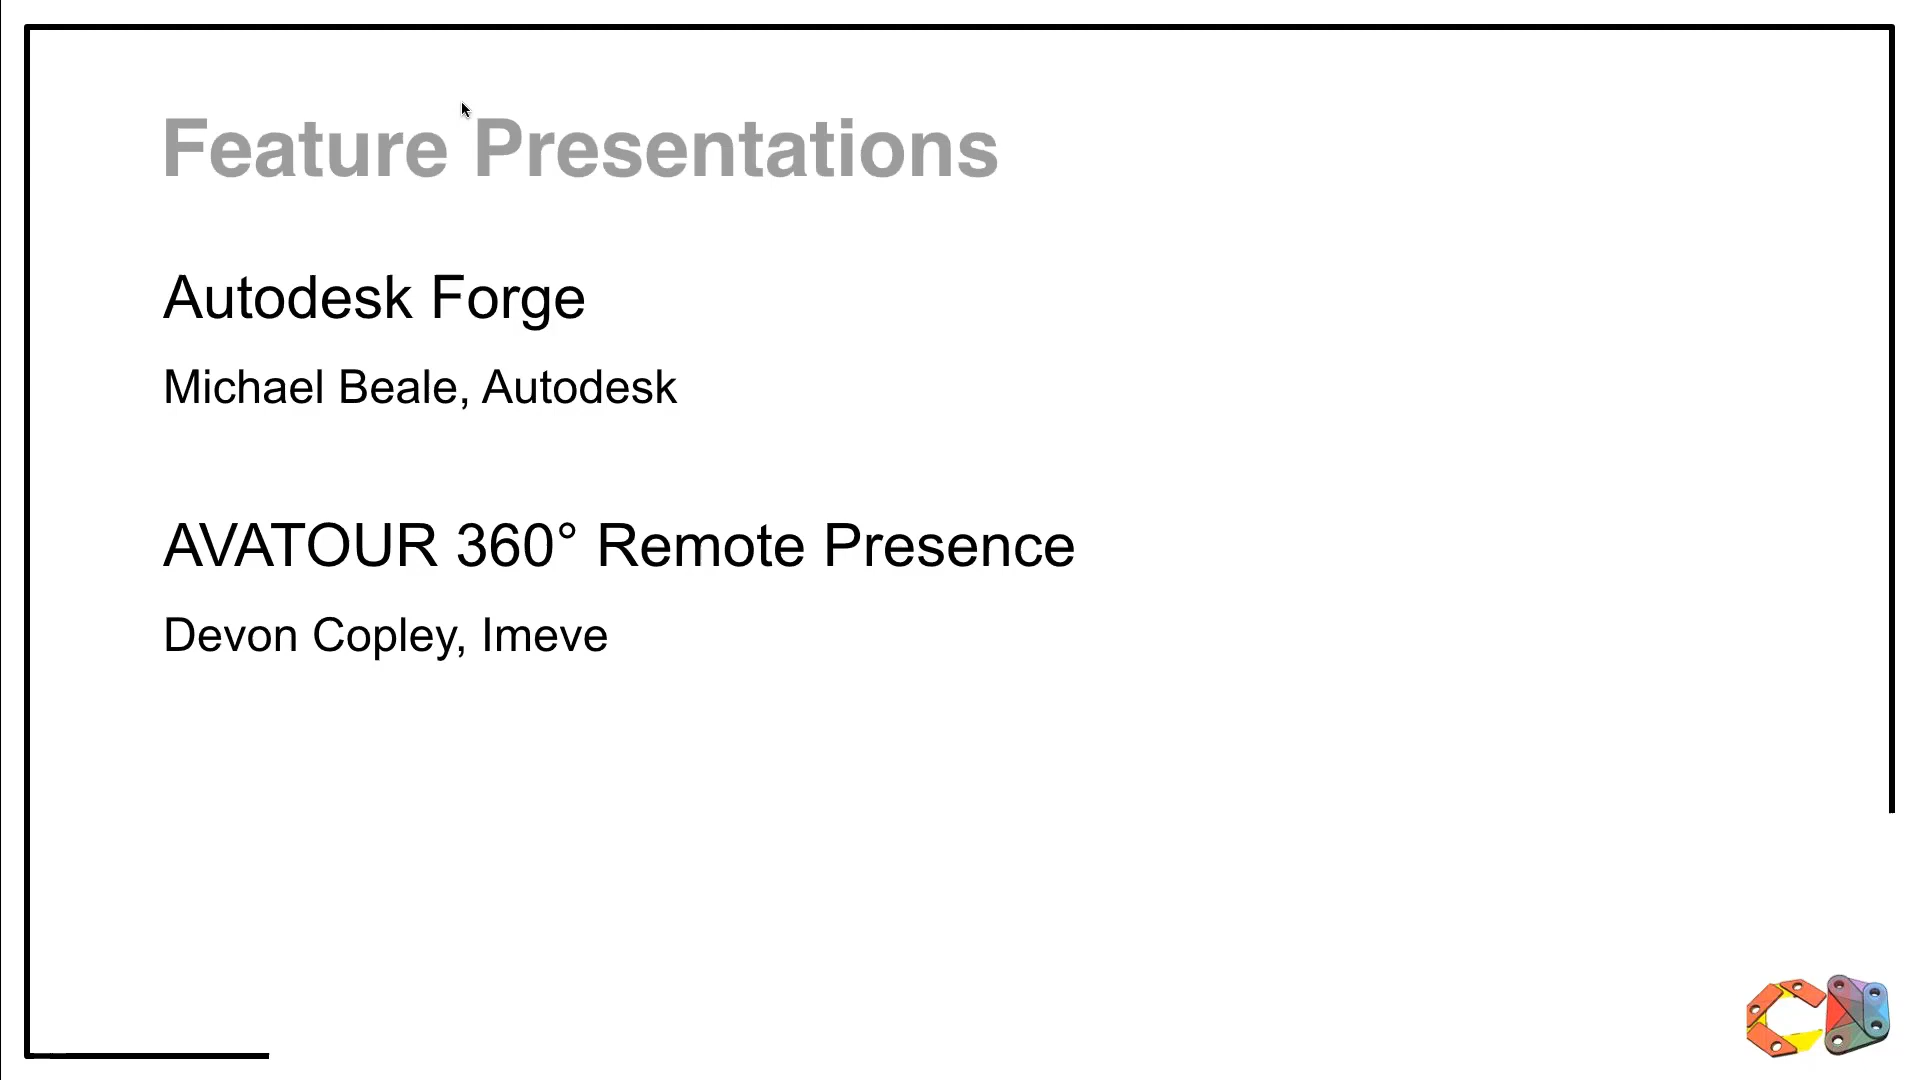 Feature Presentations
Autodesk Forge
Michael Beale, Autodesk
AVATOUR 360° Remote Presence
Devon Copley, Imeve